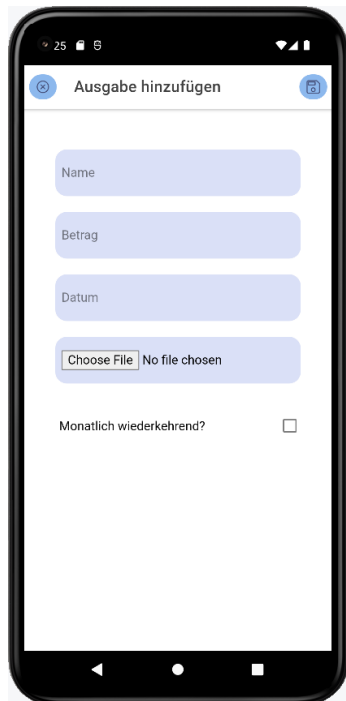 25
Ausgabe hinzufügen
Name
Betrag
Datum
Choose File No file chosen
Monatlich wiederkehrend?